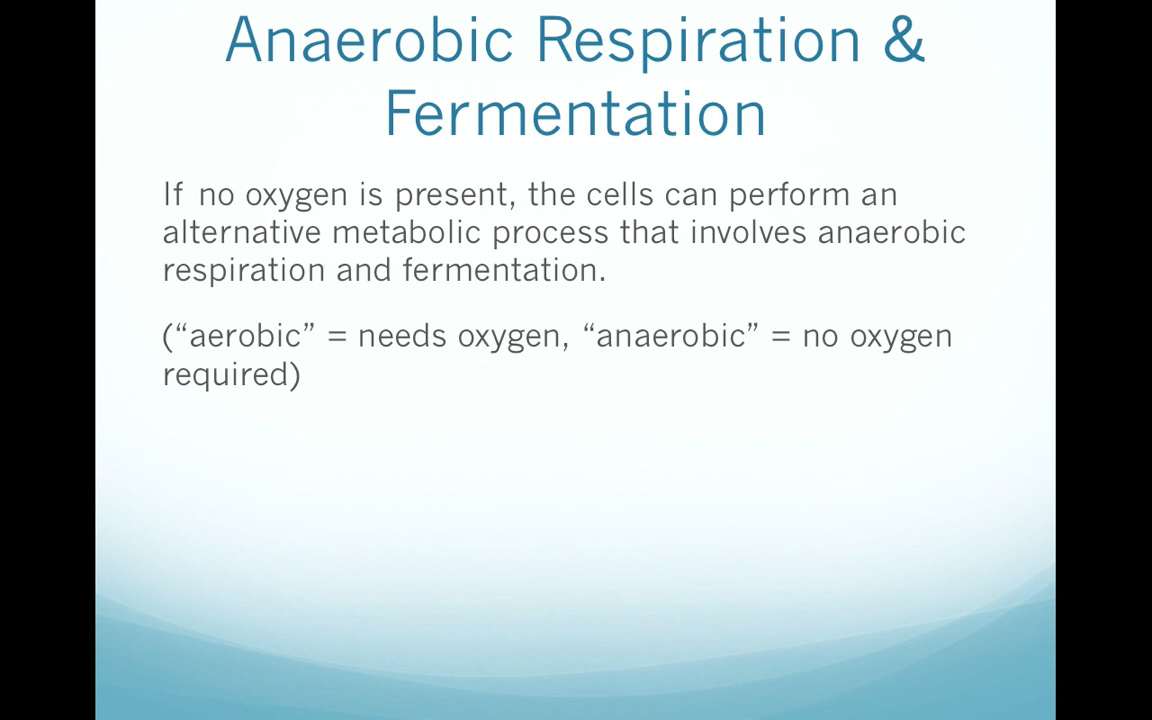 Anaerobic Respiration &
Fermentation
If no oxygen is present, the cells can perform an
alternative metabolic process that involves anaerobic
respiration and fermentation.
(“aerobic” = needs oxygen, “anaerobic” = no oxygen
required)